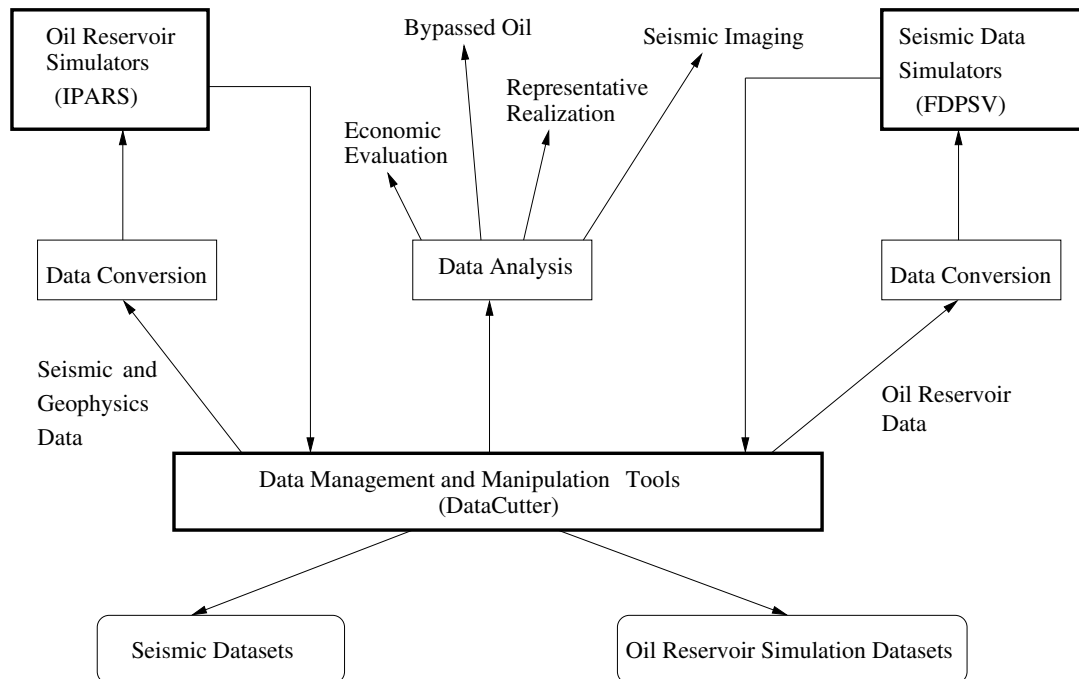 Oil Reservoir
Simulators
(IPARS)
Bypassed Oil
Seismic Imaging
Representative
Realization
Economic
Evaluation
Seismic Data
Simulators
(FDPSV)
Data Conversion
Data Analysis
Data Conversion
Seismic and
Geophysics
Data
Oil Reservoir
Data
Data Management and Manipulation Tools
(DataCutter)
Seismic Datasets
Oil Reservoir Simulation Datasets